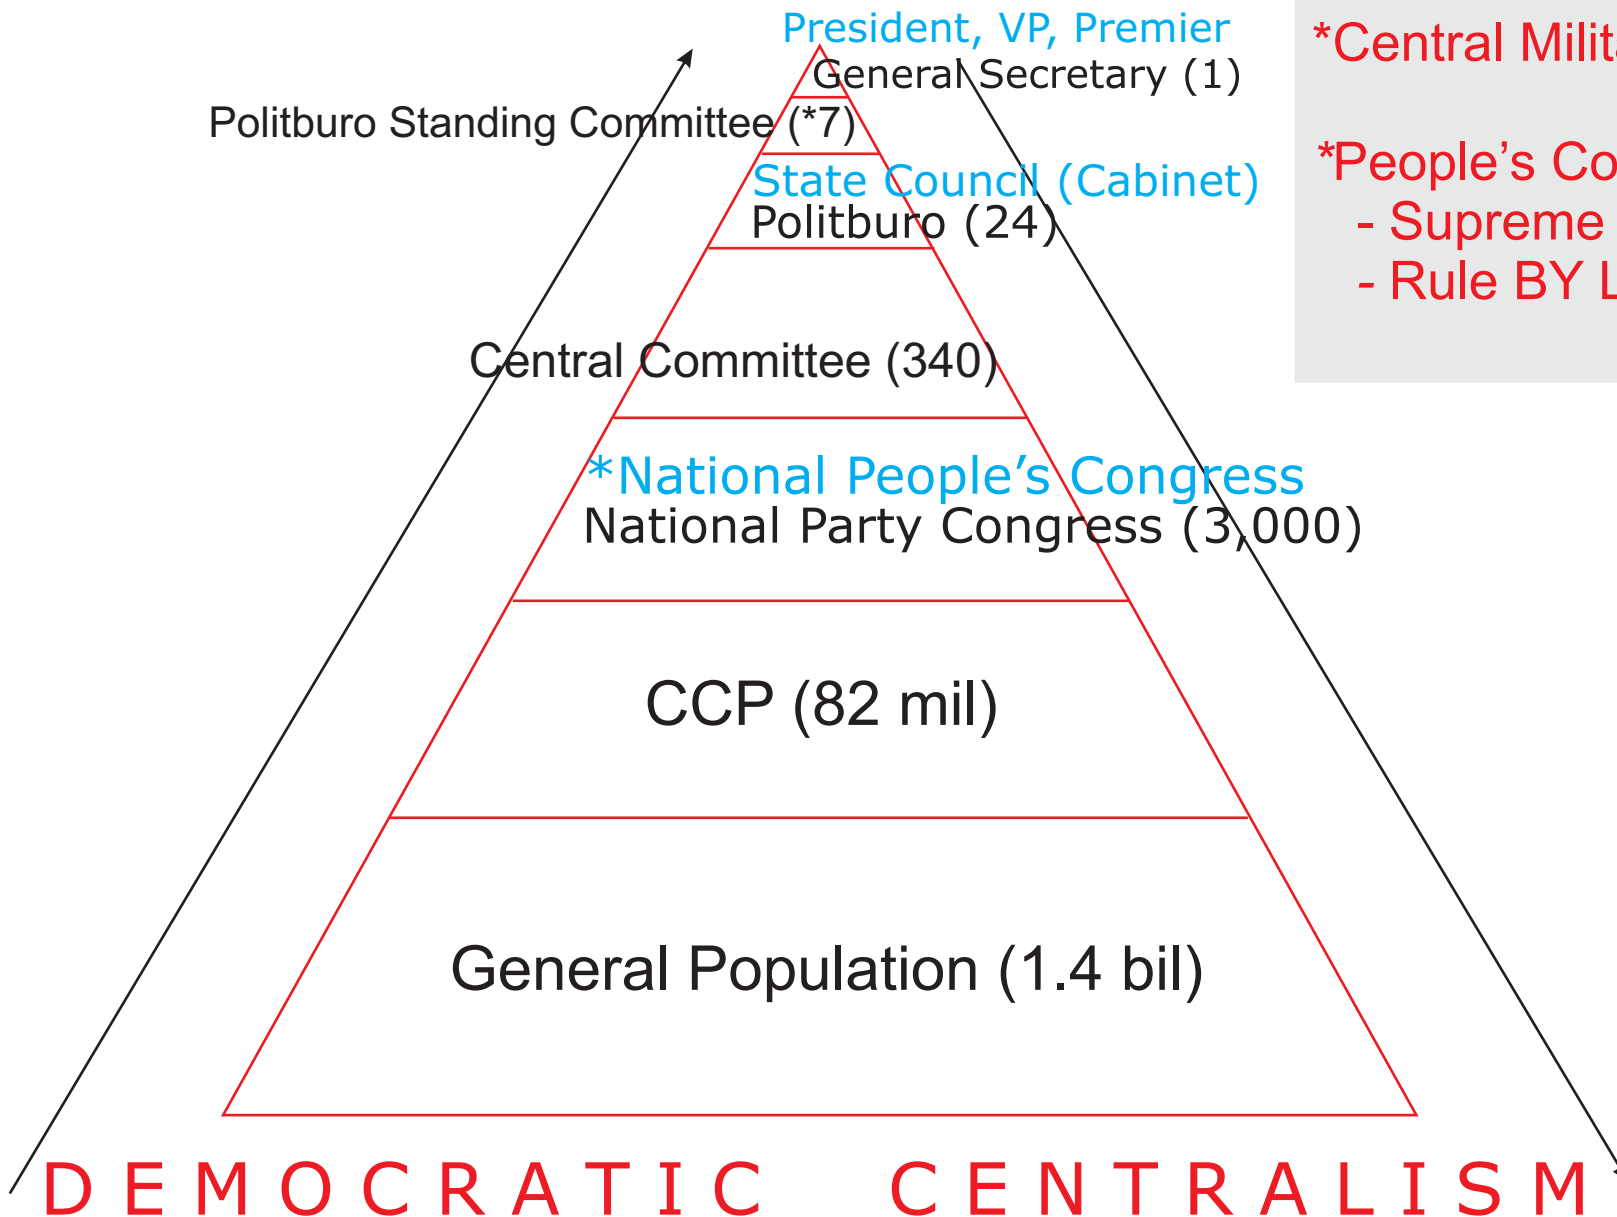 President, VP, Premier
General Secretary (1)
Politburo Standing Committee (*7)
State Council (Cabinet)
Politburo (24)
Central Committee (340)
*National People's Congress
National Party Congress (3,000)
CCP (82 mil)
General Population (1.4 bil)
DEMOCRATIC CENTRALISM
*Central
*People's
- Supreme
- Rule BY